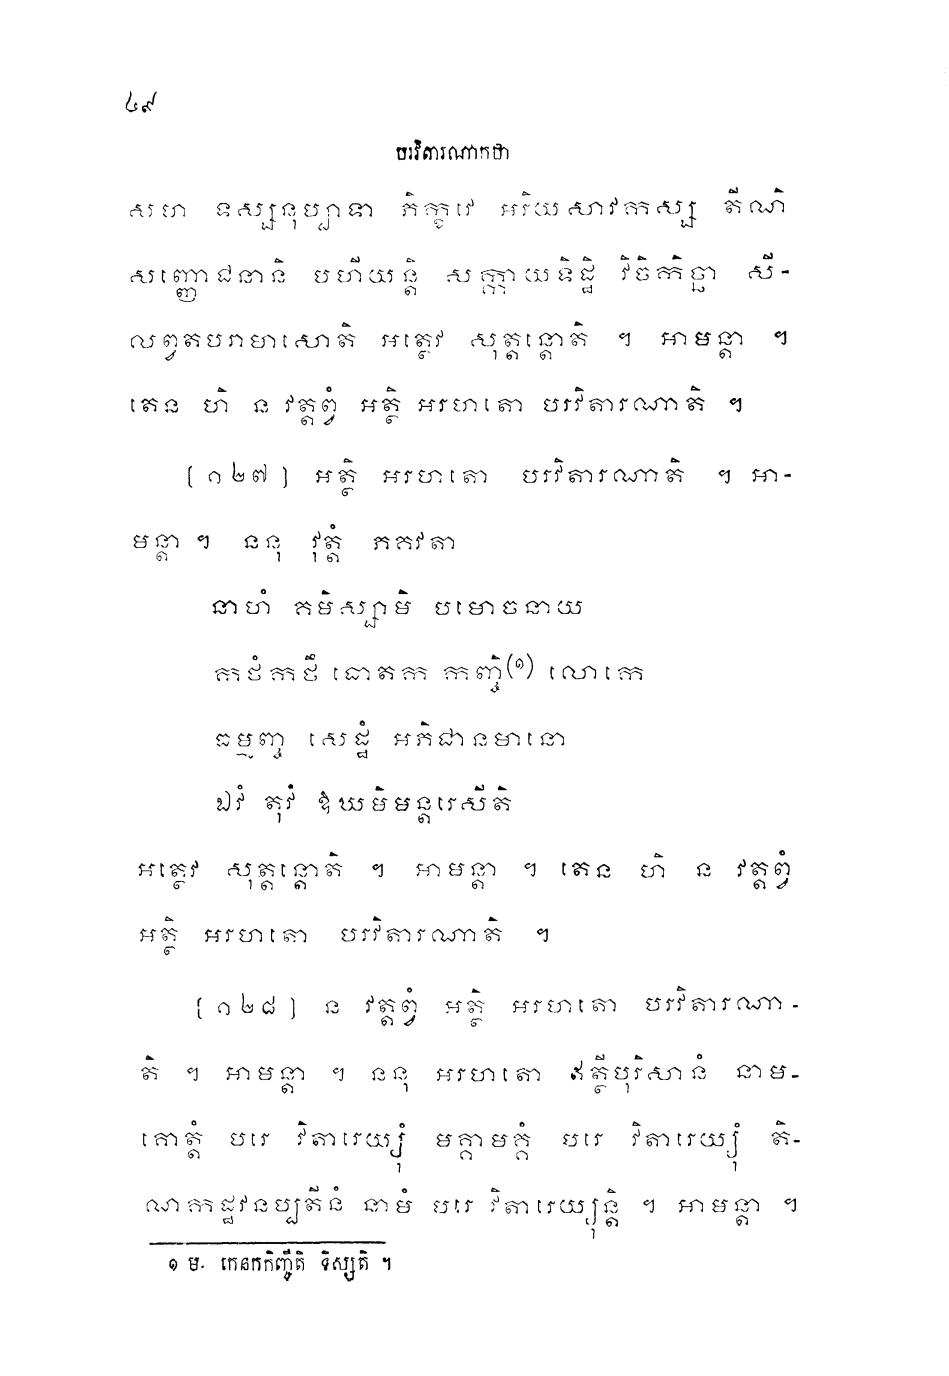 ៤៩
បរវិតារណាកថា
សហ ទស្សនុប្បាទា ភិក្ខវេ អរិយសាវកស្ស តីណិ
សញ្ញោជនានិ បហីយន្តិ សក្កាយទិដ្ឋិ វិចិកិច្ឆា សី-
លព្វតបរាមាសោតិ អត្ថេវ សុត្តន្តោតិ ។ អាមន្តា ។
តេន ហិ ន វត្តព្វំ អត្ថិ អរហតោ បរវិតារណាតិ ។
[១២៧] អត្ថិ អរហតោ បរវិតារណាតិ ។ អា-
មន្តា ។ ននុ វុត្តំ ភគវតា
នាហំ គមិស្សាមិ បមោចនាយ
កថំកថឹ ធោតក កញ្ចិ(១) លោកេ
ធម្មញ្ច សេដ្ឋំ អភិជានមានោ
ឯវំ តុវំ ឱឃមិមន្តរេសីតិ
អត្ថេវ សុត្តន្តោតិ ។ អាមន្តា ។ តេន ហិ ន វត្តព្វំ
អត្ថិ អរហតោ បរវិតារណាតិ ។
[១២៨] ន វត្តព្វំ អត្ថិ អរហតោ បរវិតារណា-
តិ ។ អាមន្តា ។ ននុ អរហតោ ឥត្ថីបុរិសានំ នាម-
គោត្តំ បរេ វិតារេយ្យុំ មគ្គាមគ្គំ បរេ វិតារេយ្យុំ តិ-
ណកដ្ឋវនប្បតីនំ នាមំ បរេ វិតារេយ្យុន្តិ ។ អាមន្តា ។
១ ម. កេនកកិញ្ចីតិ ទិស្សតិ ។